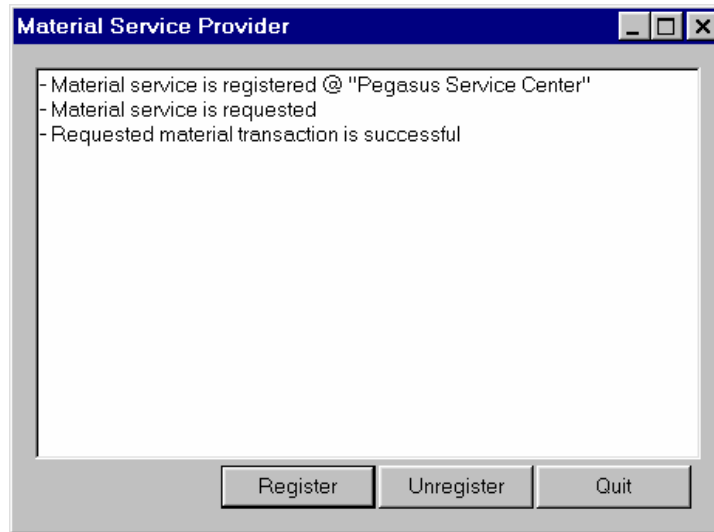 Material Service Provider
- Material service is registered @ "Pegasus Service Center"
- Material service is requested
- Requested material transaction is successful
Register Unregister Quit